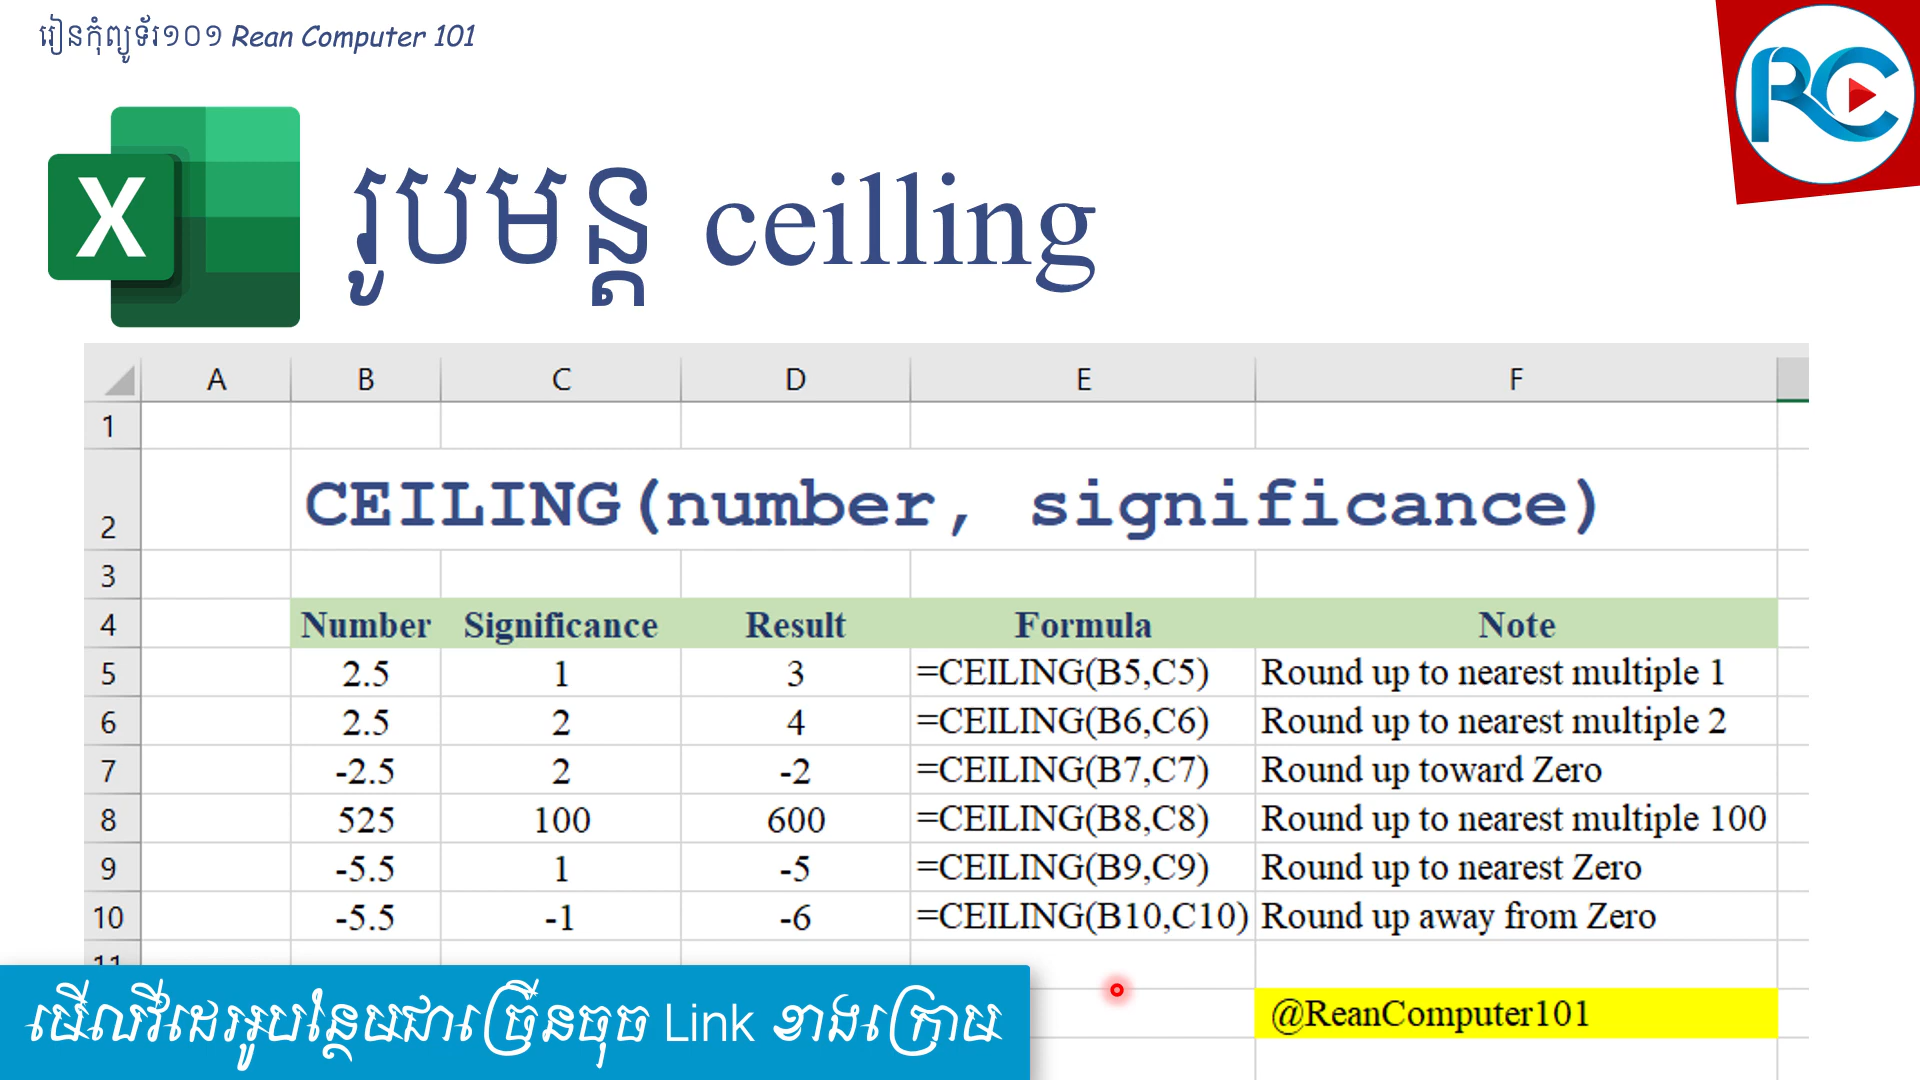 រៀនកុំព្យូទ័រ១០១ Rean Computer 101
RC
X
រូបមន្ត ceilling
A B C D E F
1
2 CEILING(number, significance)
3
4 Number Significance Result Formula Note
5 2.5 1 3 =CEILING(B5,C5) Round up to nearest multiple 1
6 2.5 2 4 =CEILING(B6,C6) Round up to nearest multiple 2
7 -2.5 2 -2 =CEILING(B7,C7) Round up toward Zero
8 525 100 600 =CEILING(B8,C8) Round up to nearest multiple 100
9 -5.5 1 -5 =CEILING(B9,C9) Round up to nearest Zero
10 -5.5 -1 -6 =CEILING(B10,C10) Round up away from Zero
11
@ReanComputer101
មើលវីដេអូបន្ថែមជាច្រើនចុច Link ខាងក្រោម